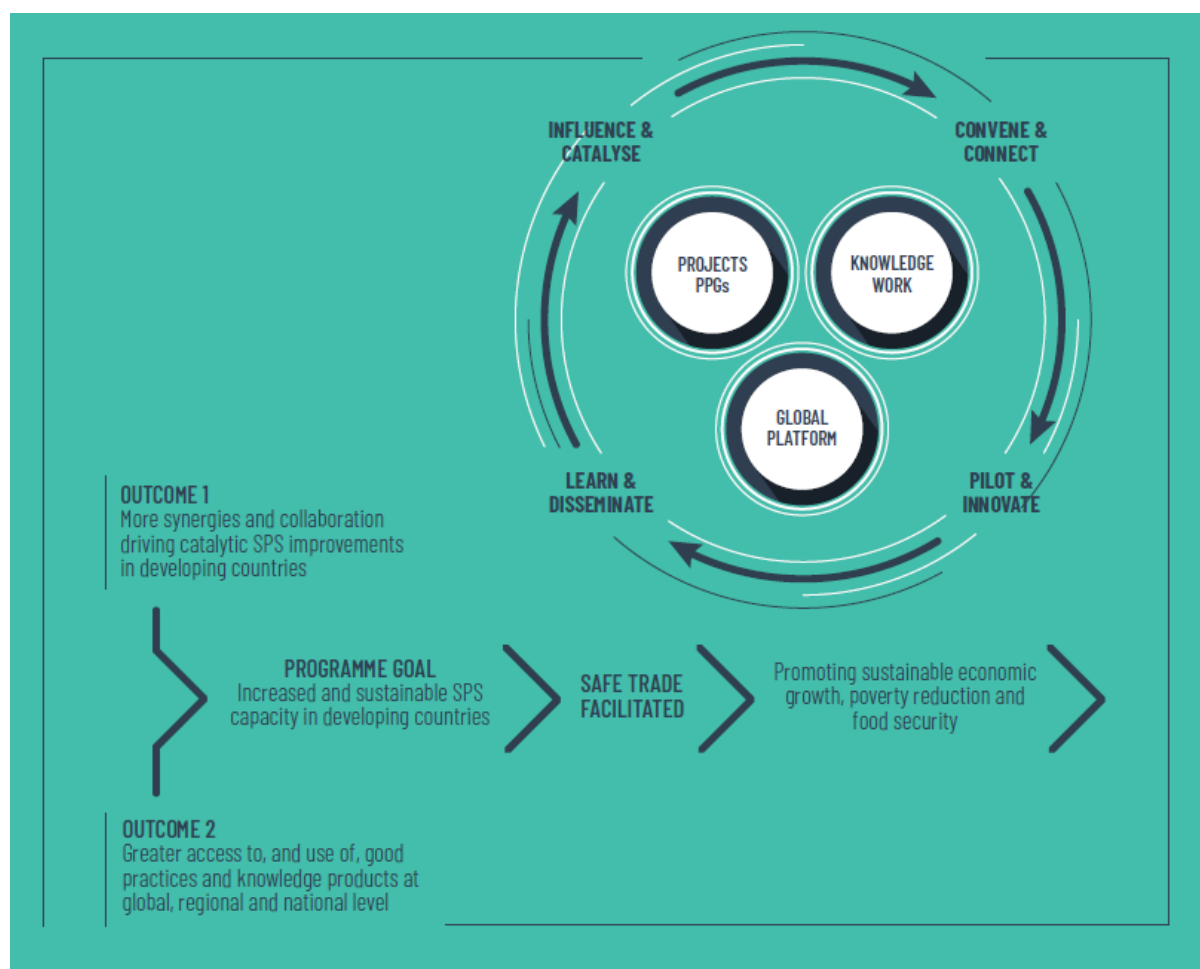 INFLUENCE &
CATALYSE
CONVENE &
CONNECT
PROJECTS
PPGs
KNOWLEDGE
WORK
GLOBAL
PLATFORM
LEARN &
DISSEMINATE
PILOT &
INNOVATE
OUTCOME 1
More synergies and collaboration
driving catalytic SPS improvements
in developing countries
PROGRAMME GOAL
Increased and sustainable SPS
capacity in developing countries
SAFE TRADE
FACILITATED
Promoting sustainable economic
growth, poverty reduction and
food security
OUTCOME 2
Greater access to, and use of, good
practices and knowledge products at
global, regional and national level